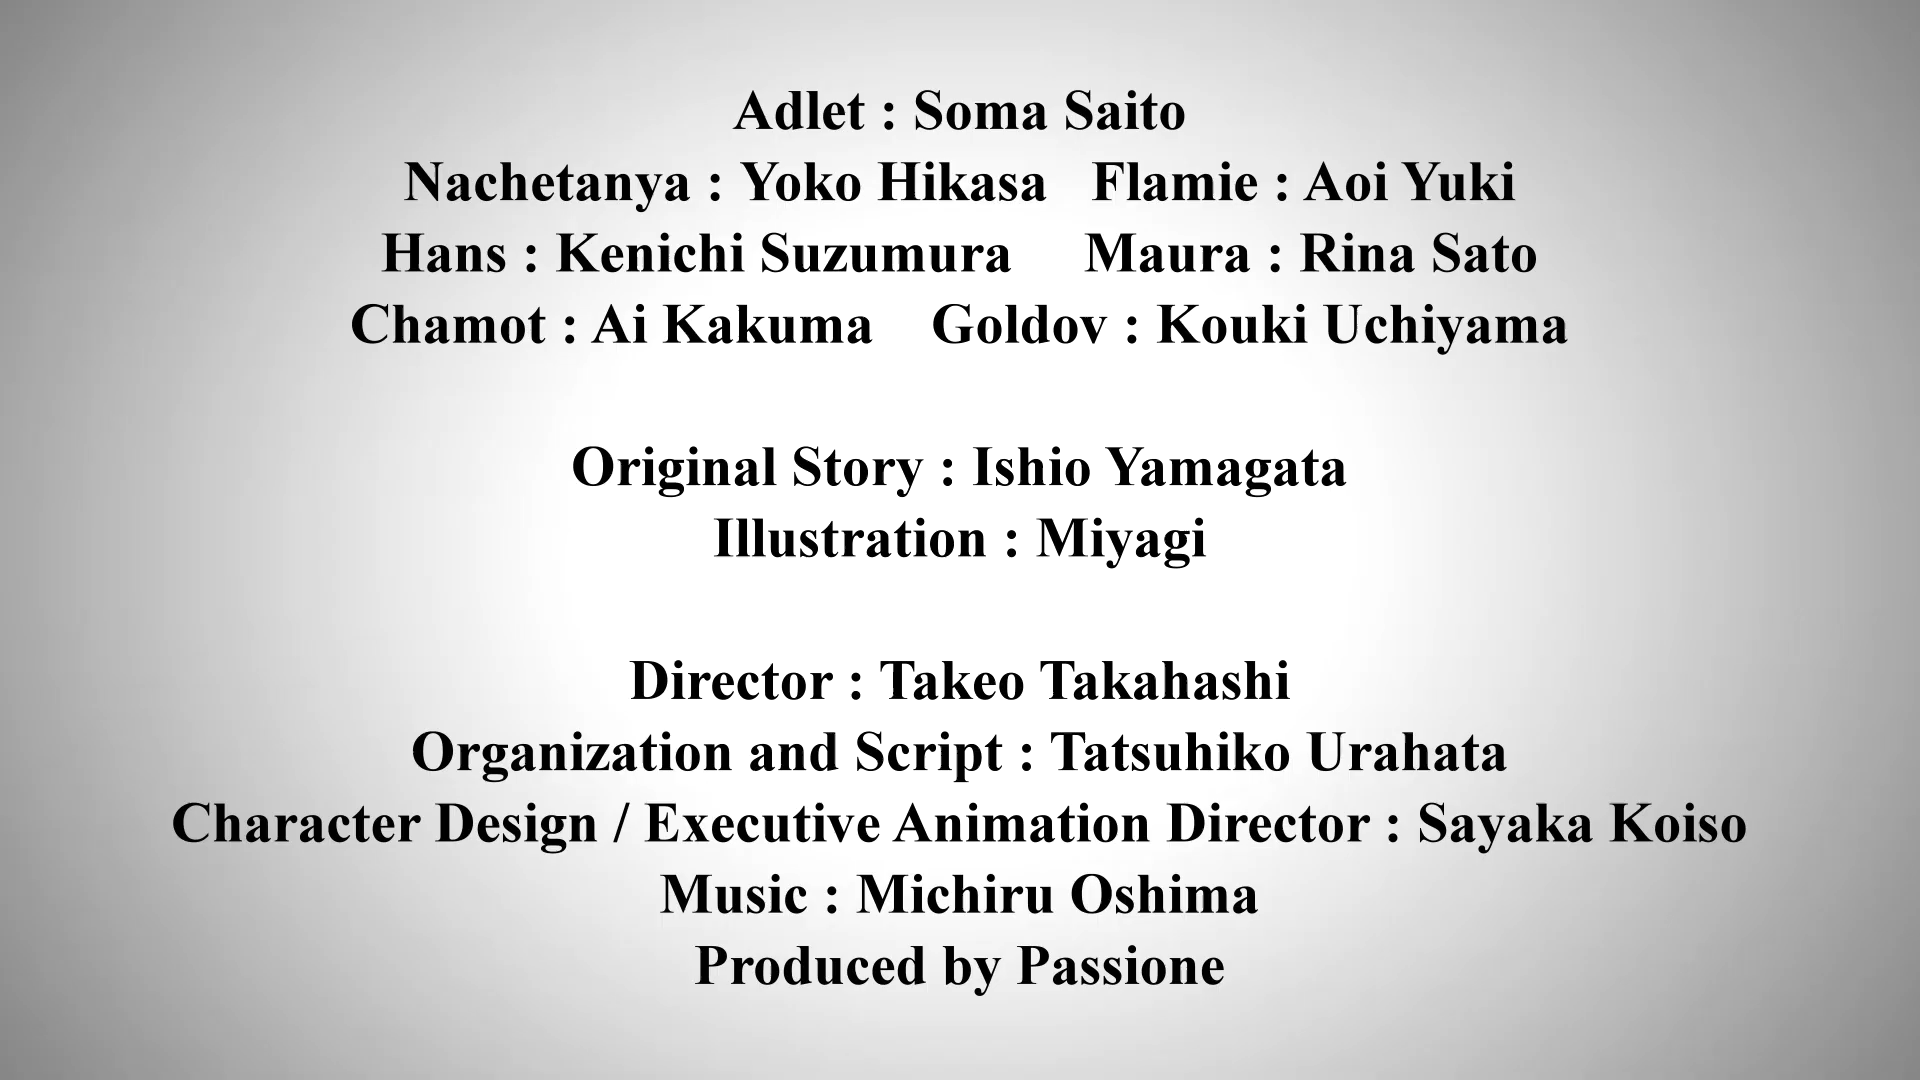 Adlet : Soma Saito
Nachetanya : Yoko Hikasa   Flamie : Aoi Yuki
Hans : Kenichi Suzumura   Maura : Rina Sato
Chamot : Ai Kakuma   Goldov : Kouki Uchiyama
Original Story : Ishio Yamagata
Illustration : Miyagi
Director : Takeo Takahashi
Organization and Script : Tatsuhiko Urahata
Character Design / Executive Animation Director : Sayaka Koiso
Music : Michiru Oshima
Produced by Passione